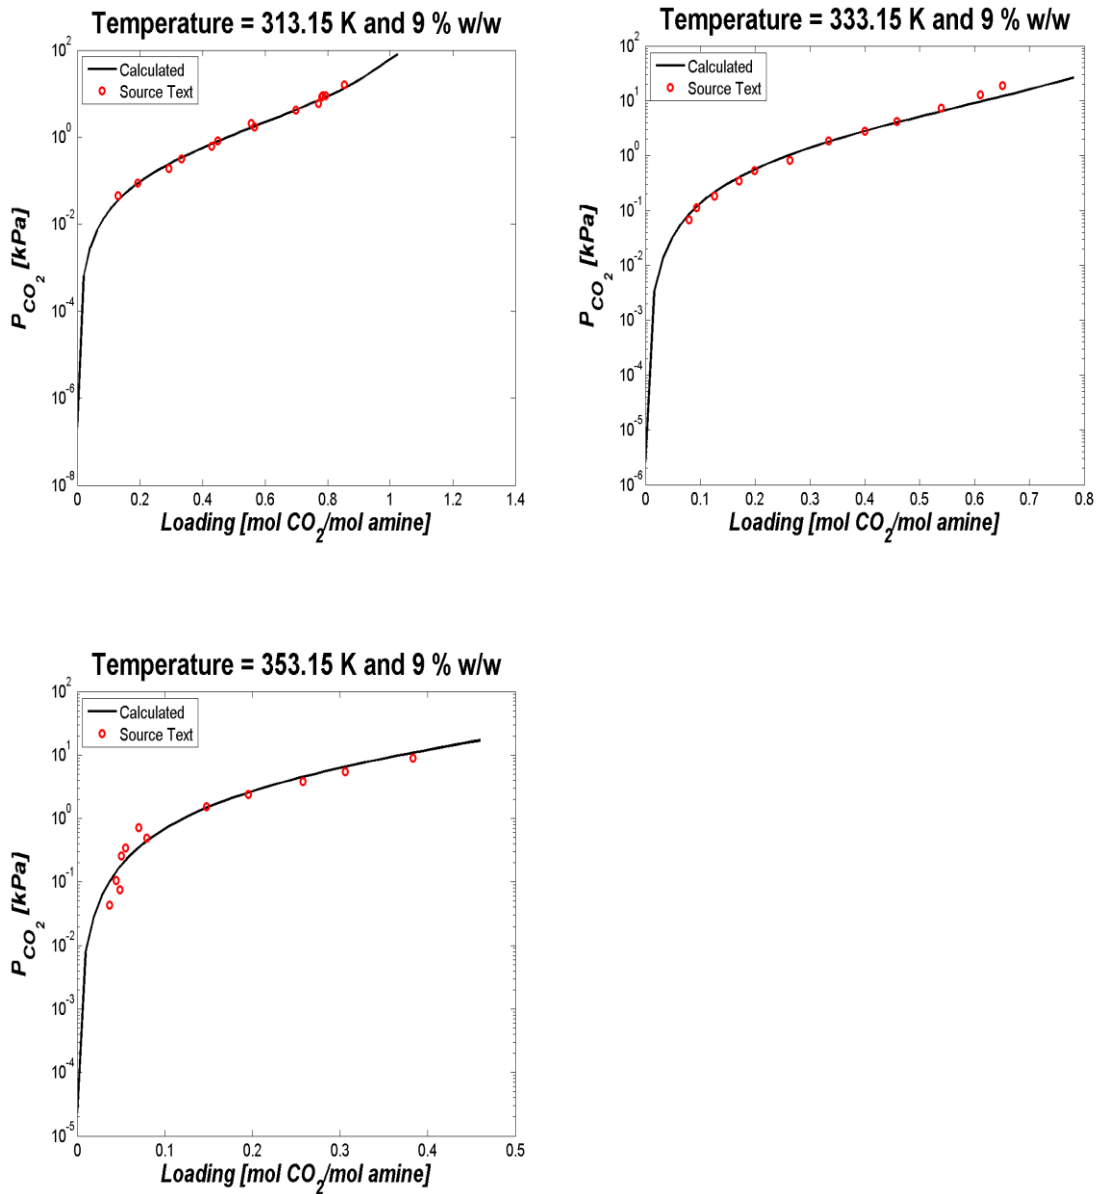 Temperature = 313.15 K and 9 % w/w
10^2
10^0
10^-2
10^-4
10^-6
10^-8
P_CO2 [kPa]
Calculated
Source Text
0 0.2 0.4 0.6 0.8 1 1.2 1.4
Loading [mol CO2/mol amine]
Temperature = 333.15 K and 9 % w/w
10^2
10^1
10^0
10^-1
10^-2
10^-3
10^-4
10^-5
10^-6
P_CO2 [kPa]
Calculated
Source Text
0 0.1 0.2 0.3 0.4 0.5 0.6 0.7 0.8
Loading [mol CO2/mol amine]
Temperature = 353.15 K and 9 % w/w
10^2
10^1
10^0
10^-1
10^-2
10^-3
10^-4
10^-5
P_CO2 [kPa]
Calculated
Source Text
0 0.1 0.2 0.3 0.4 0.5
Loading [mol CO2/mol amine]